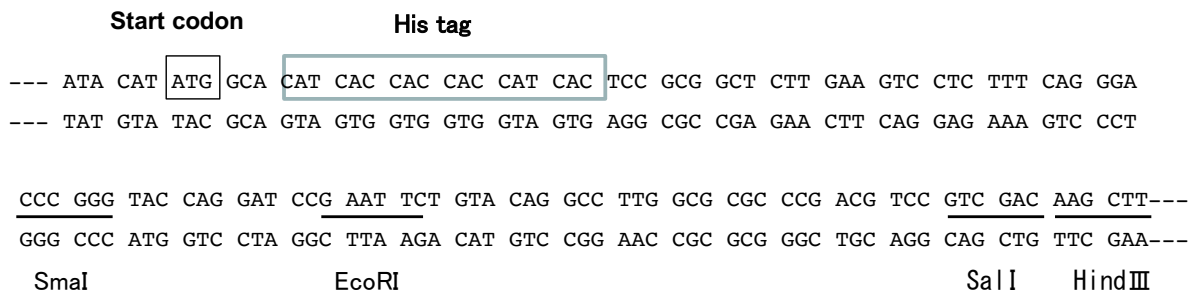 Start codon His tag
--- ATA CAT ATG GCA CAT CAC CAC CAC CAT CAC TCC GCG GCT CTT GAA GTC CTC TTT CAG GGA
--- TAT GTA TAC GCA GTA GTG GTG GTG GTA GTG AGG CGC CGA GAA CTT CAG GAG AAA GTC CCT
CCC GGG TAC CAG GAT CCG AAT TCT GTA CAG GCC TTG GCG CGC CCG ACG TCC GTC GAC AAG CTT---
GGG CCC ATG GTC CTA GGC TTA AGA CAT GTC CGG AAC CGC GCG GGC TGC AGG CAG CTG TTC GAA---
SmaI EcoRI SalI HindⅢ